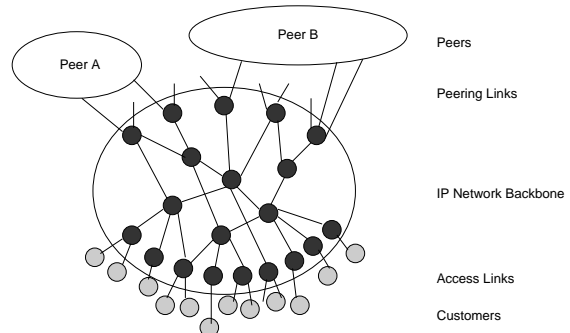 Peer B
Peers
Peer A
Peering Links
IP Network Backbone
Access Links
Customers